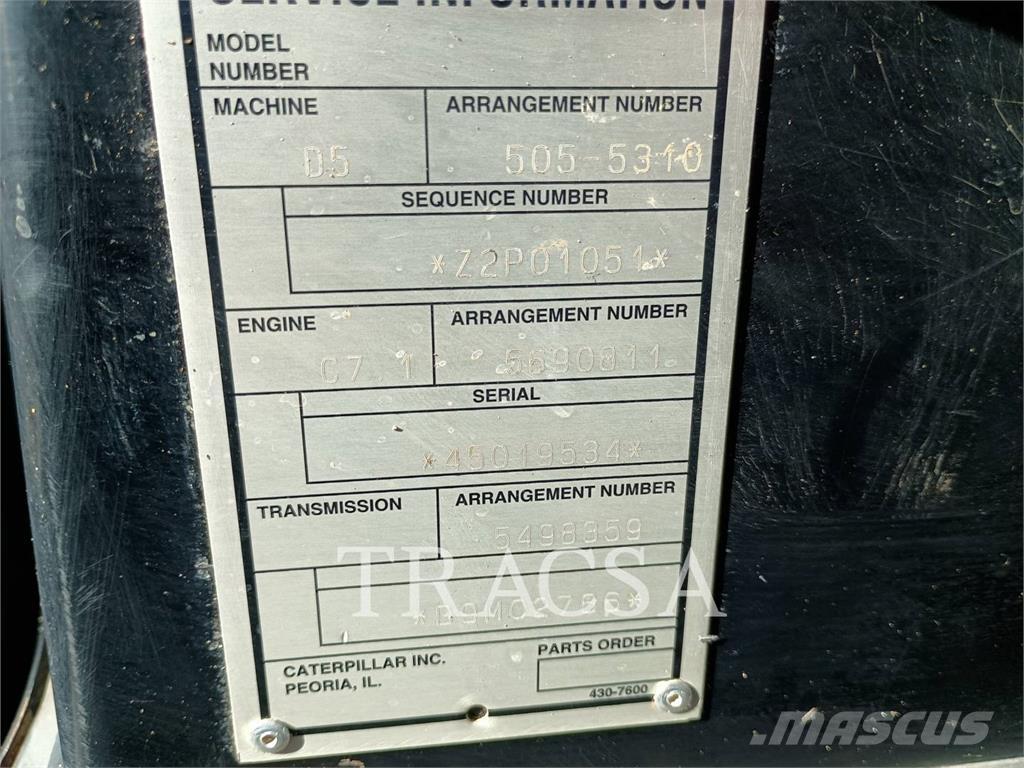 SERVICE INFORMATION
MODEL
NUMBER
MACHINE ARRANGEMENT NUMBER
D5 505-5310
SEQUENCE NUMBER
*Z2P01051*
ENGINE ARRANGEMENT NUMBER
C7 1 5690811
SERIAL
*45019534*
TRANSMISSION ARRANGEMENT NUMBER
5498359
TRACSA
CATERPILLAR INC.
PEORIA, IL.
PARTS ORDER
430-7600
MASCUS